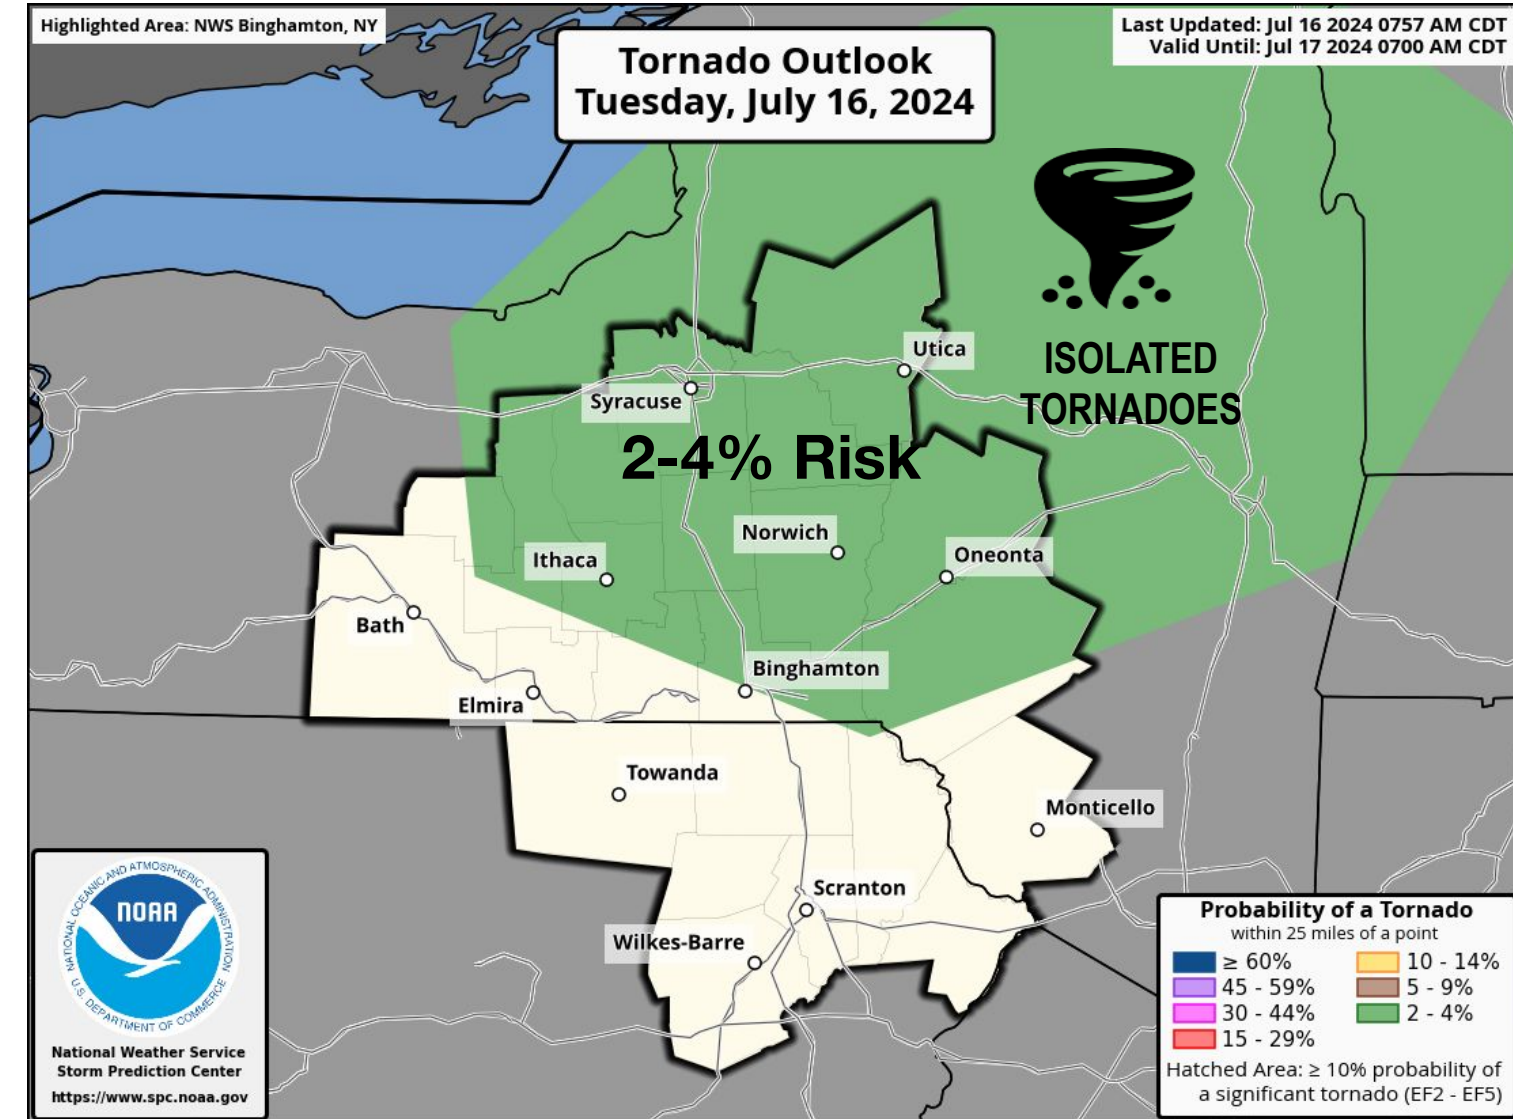 Highlighted Area: NWS Binghamton, NY
Tornado Outlook
Tuesday, July 16, 2024
Last Updated: Jul 16 2024 0757 AM CDT
Valid Until: Jul 17 2024 0700 AM CDT
ISOLATED
TORNADOES
Utica
Syracuse
2-4% Risk
Norwich
Ithaca
Oneonta
Bath
Binghamton
Elmira
Towanda
Monticello
Scranton
Wilkes-Barre
NATIONAL OCEANIC AND ATMOSPHERIC ADMINISTRATION
NOAA
U.S. DEPARTMENT OF COMMERCE
National Weather Service
Storm Prediction Center
https://www.spc.noaa.gov
Probability of a Tornado
within 25 miles of a point
≥ 60%
45 - 59%
30 - 44%
15 - 29%
10 - 14%
5 - 9%
2 - 4%
Hatched Area: ≥ 10% probability of
a significant tornado (EF2 - EF5)